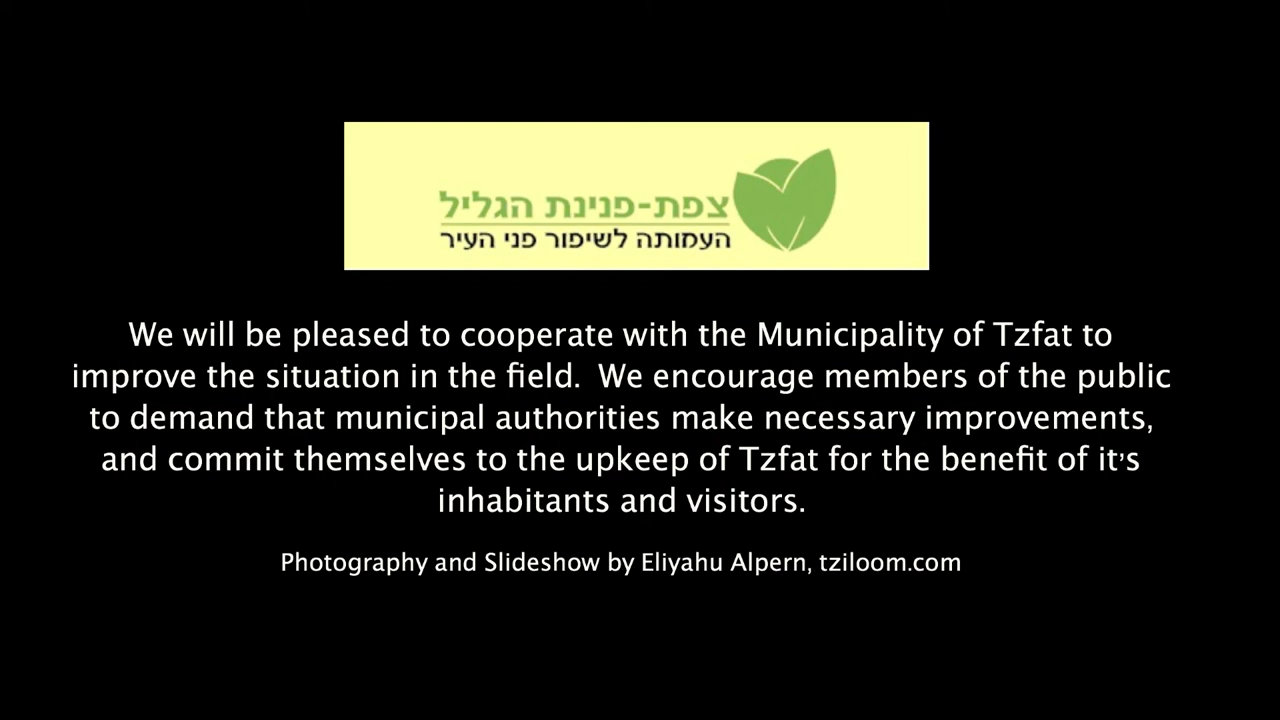 צפת-פנינת הגליל
העמותה לשיפור פני העיר
We will be pleased to cooperate with the Municipality of Tzfat to
improve the situation in the field.  We encourage members of the public
to demand that municipal authorities make necessary improvements,
and commit themselves to the upkeep of Tzfat for the benefit of it's
inhabitants and visitors.
Photography and Slideshow by Eliyahu Alpern, tziloom.com